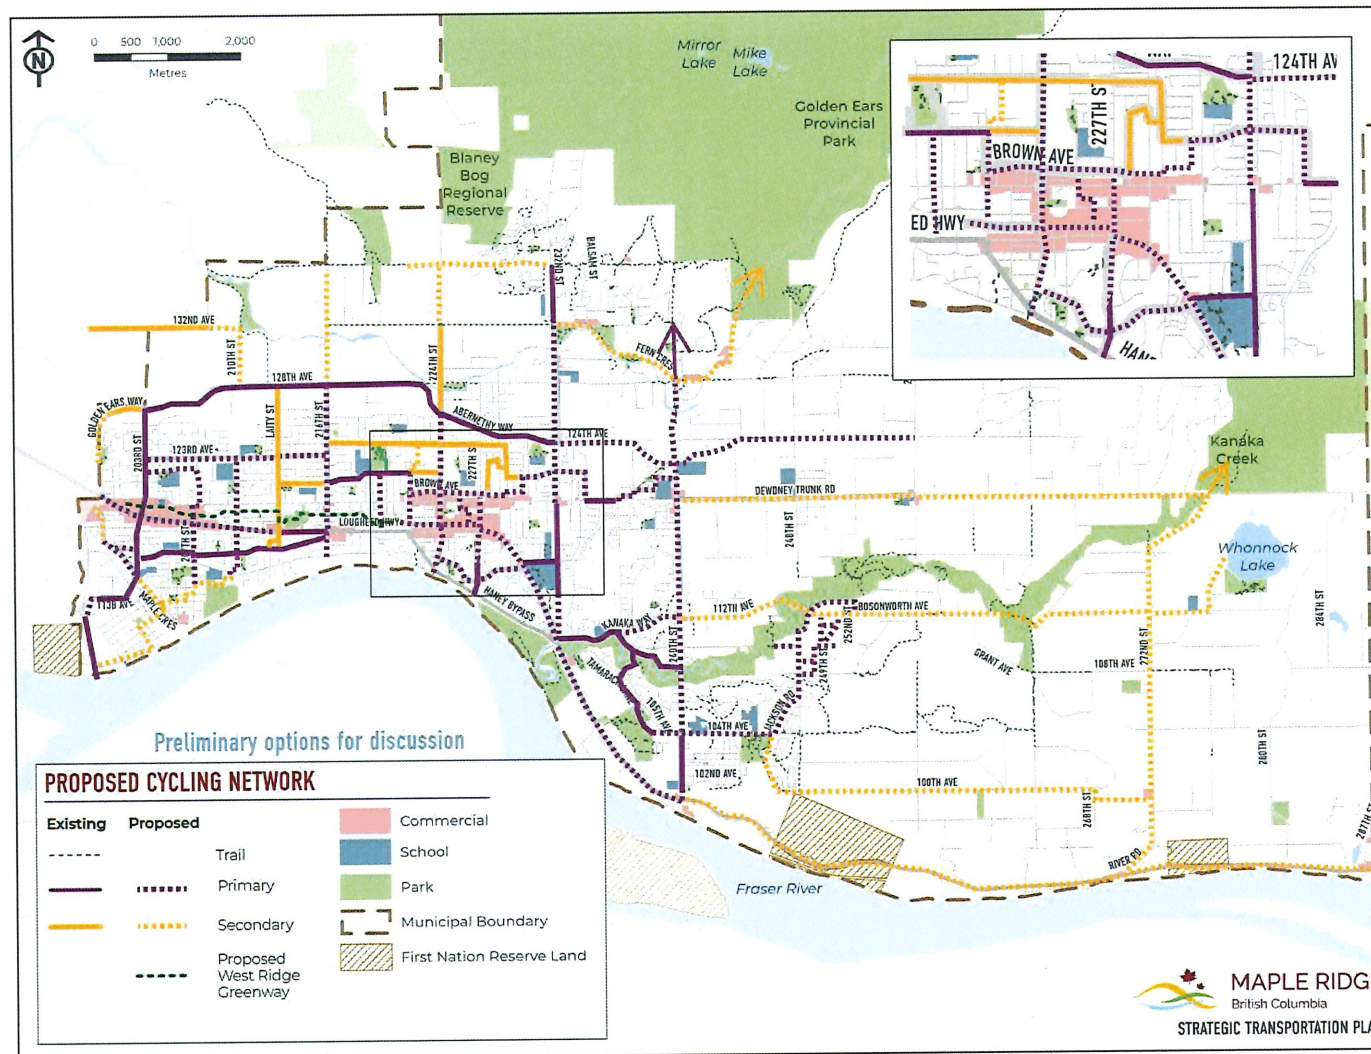 N
0 500 1,000 2,000
Metres
Mirror
Lake
Mike
Lake
Golden Ears
Provincial
Park
Blaney
Bog
Regional
Reserve
124TH AV
227TH ST
BROWN AVE
ED HWY
HANE
232ND ST
BALSAM ST
132ND AVE
210TH ST
FERN CRES
224TH ST
128TH AVE
GOLDEN EARS WAY
LAITY ST
216TH ST
ABERNETHY WAY
203RD ST
123RD AVE
124TH AVE
227TH S
Kanaka
Creek
BROWN AVE
DEWDNEY TRUNK RD
LOUGHEED HWY
248TH ST
Whonnock
Lake
113B AVE
MAPLE CRES
HANEY BYPASS
112TH AVE
BOSONWORTH AVE
252ND ST
KANAKA WAY
240TH ST
284TH ST
272ND ST
249TH ST
GRANT AVE
108TH AVE
105TH AV
JACKSON RD
104TH AVE
280TH ST
102ND AVE
100TH AVE
268TH ST
287TH ST
RIVER RD
Fraser River
Preliminary options for discussion
PROPOSED CYCLING NETWORK
Existing Proposed
Trail
Primary
Secondary
Proposed
West Ridge
Greenway
Commercial
School
Park
Municipal Boundary
First Nation Reserve Land
MAPLE RIDG
British Columbia
STRATEGIC TRANSPORTATION PLA